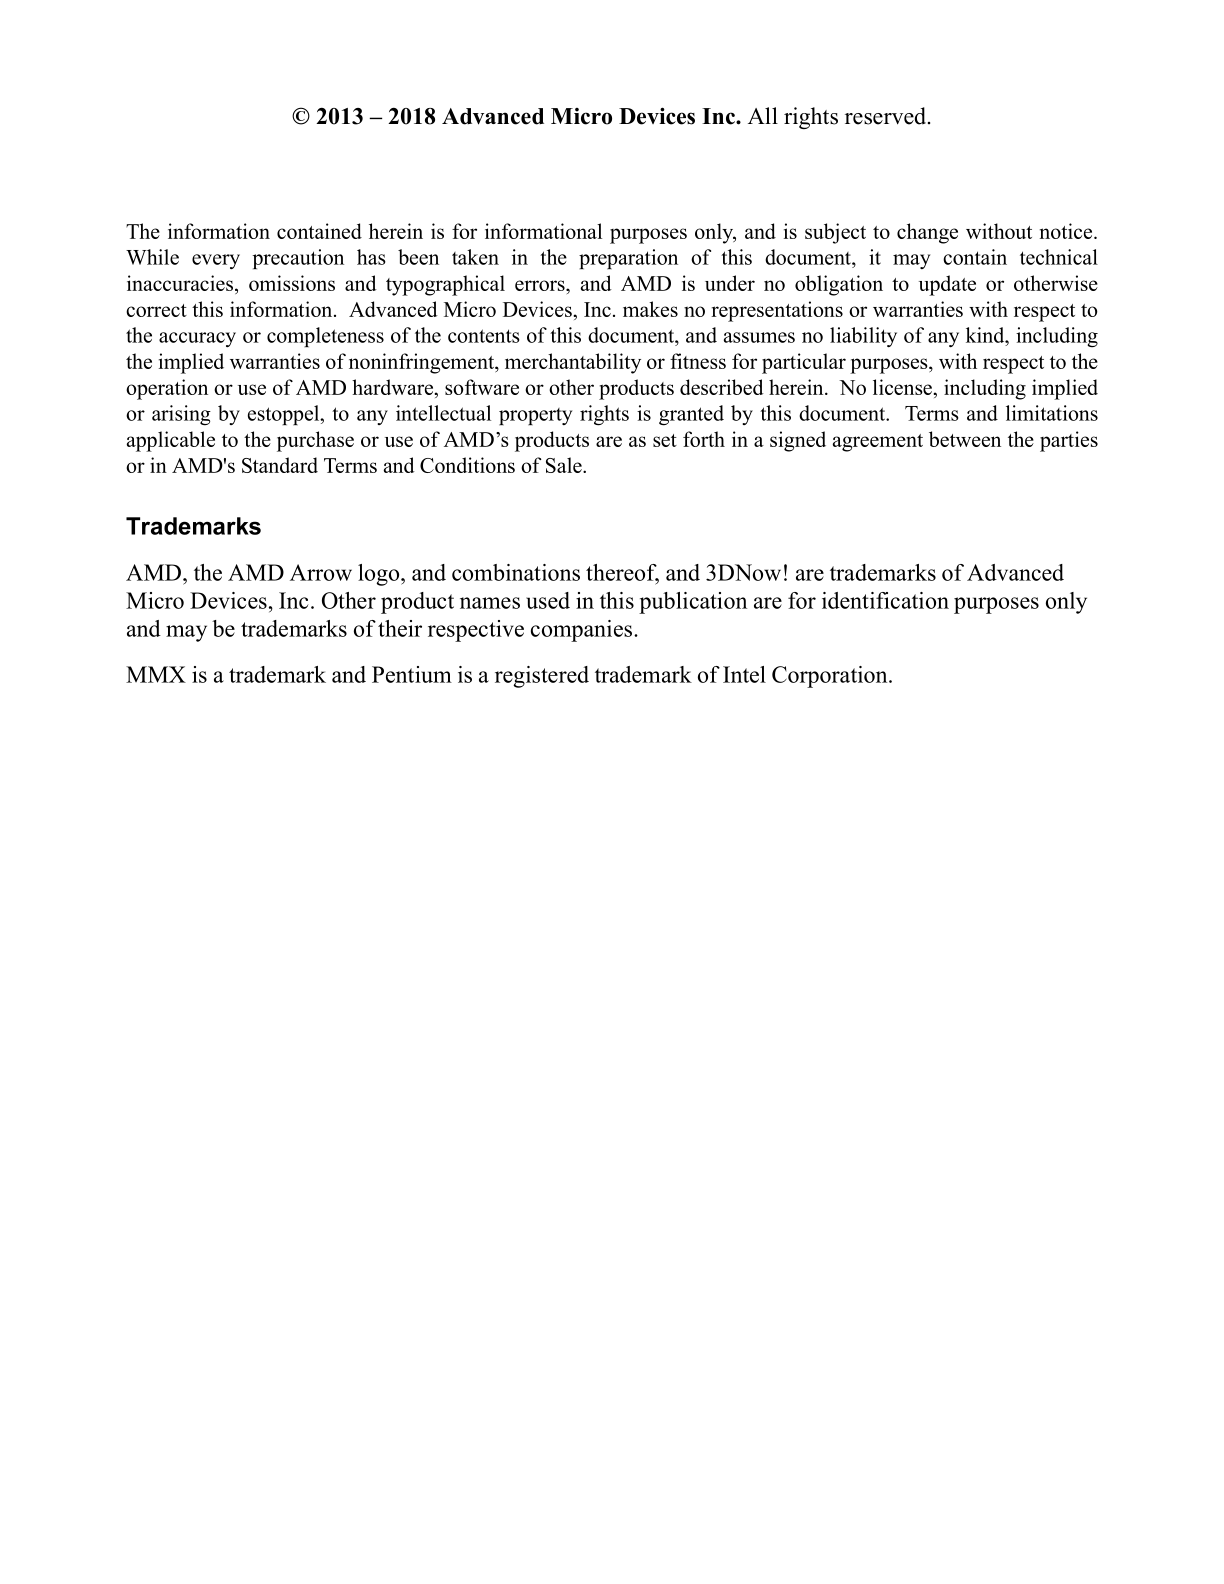 © 2013 – 2018 Advanced Micro Devices Inc. All rights reserved.
The information contained herein is for informational purposes only, and is subject to change without notice.
While every precaution has been taken in the preparation of this document, it may contain technical
inaccuracies, omissions and typographical errors, and AMD is under no obligation to update or otherwise
correct this information.  Advanced Micro Devices, Inc. makes no representations or warranties with respect to
the accuracy or completeness of the contents of this document, and assumes no liability of any kind, including
the implied warranties of noninfringement, merchantability or fitness for particular purposes, with respect to the
operation or use of AMD hardware, software or other products described herein.  No license, including implied
or arising by estoppel, to any intellectual property rights is granted by this document.  Terms and limitations
applicable to the purchase or use of AMD’s products are as set forth in a signed agreement between the parties
or in AMD's Standard Terms and Conditions of Sale.
Trademarks
AMD, the AMD Arrow logo, and combinations thereof, and 3DNow! are trademarks of Advanced
Micro Devices, Inc. Other product names used in this publication are for identification purposes only
and may be trademarks of their respective companies.
MMX is a trademark and Pentium is a registered trademark of Intel Corporation.